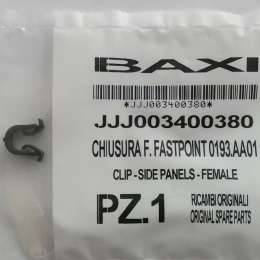 BAXI
*JJJ003400380*
JJJ003400380
CHIUSURA F. FASTPOINT 0193.AA01
CLIP - SIDE PANELS - FEMALE
PZ.1
RICAMBI ORIGINALI
ORIGINAL SPARE PARTS